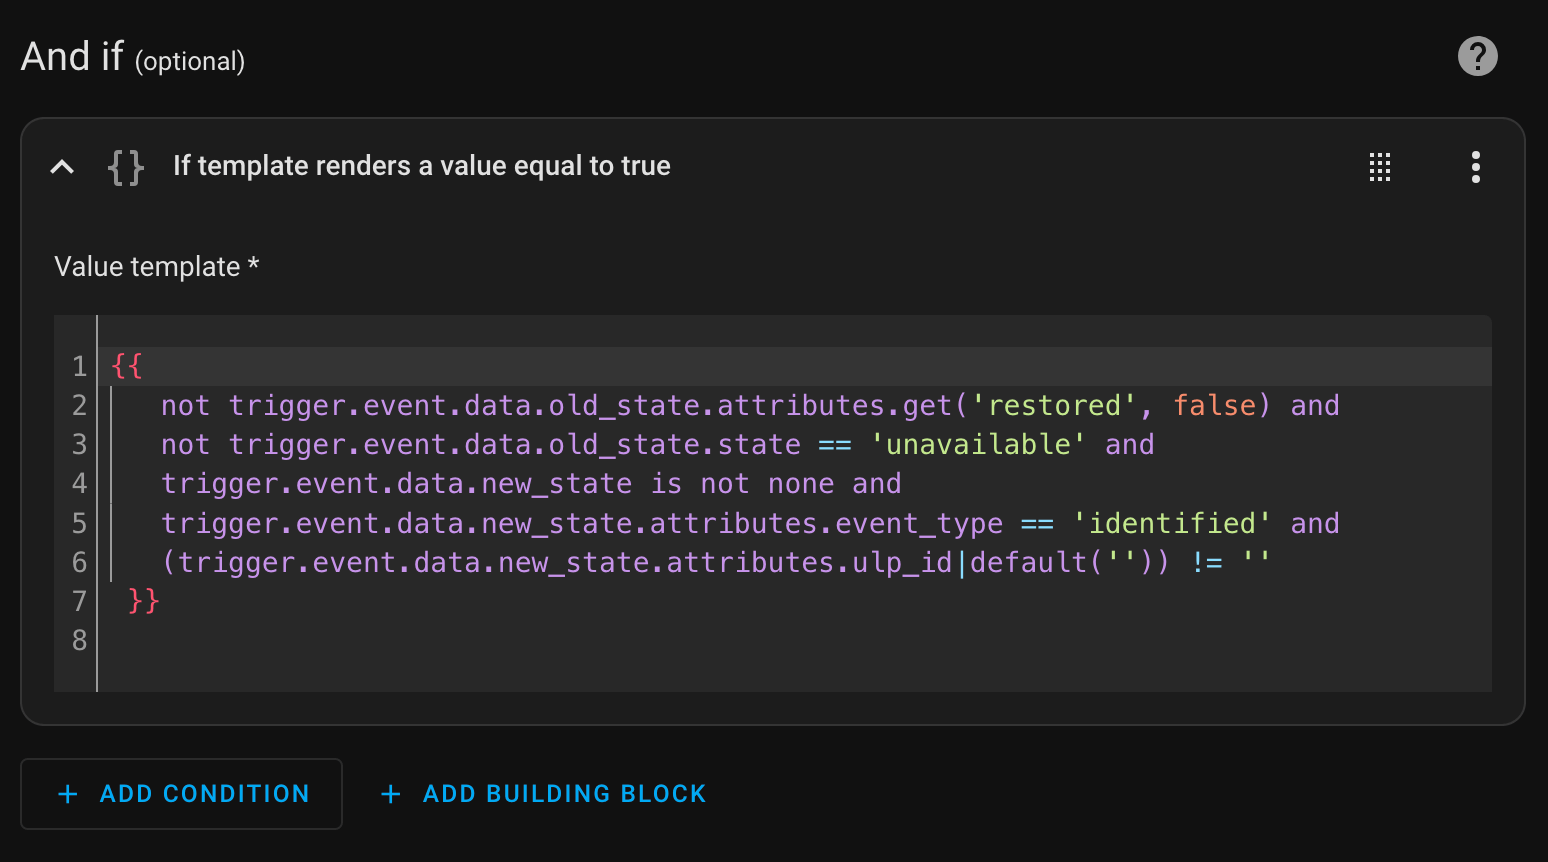 And if (optional)
?
{} If template renders a value equal to true
Value template *
1 {{
2 not trigger.event.data.old_state.attributes.get('restored', false) and
3 not trigger.event.data.old_state.state == 'unavailable' and
4 trigger.event.data.new_state is not none and
5 trigger.event.data.new_state.attributes.event_type == 'identified' and
6 (trigger.event.data.new_state.attributes.ulp_id|default('')) != ''
7 }}
8
+ ADD CONDITION + ADD BUILDING BLOCK